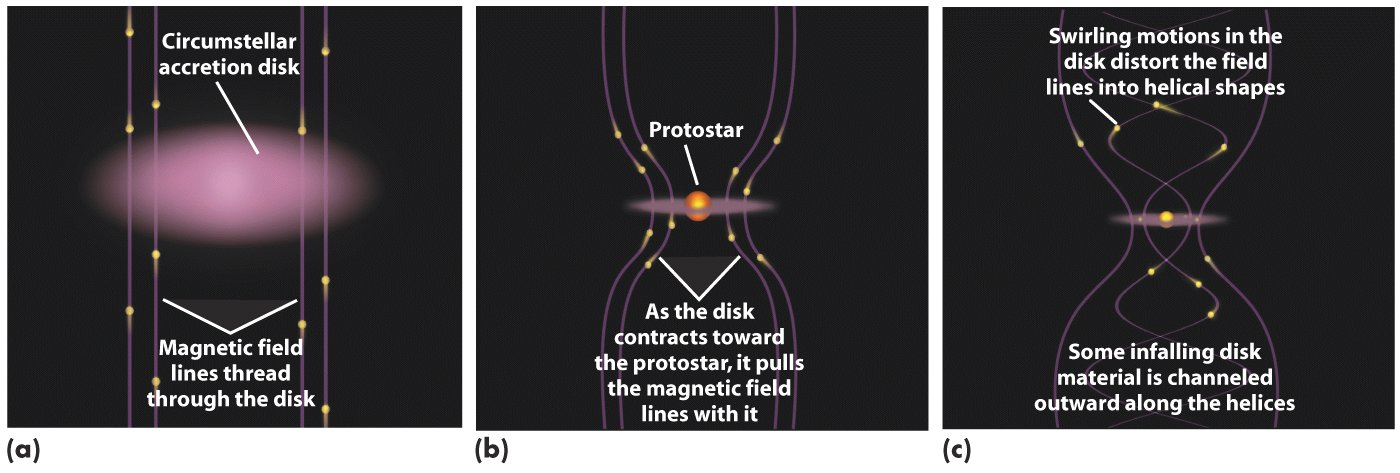 Circumstellar
accretion disk
Magnetic field
lines thread
through the disk
(a)
Protostar
As the disk
contracts toward
the protostar, it pulls
the magnetic field
lines with it
(b)
Swirling motions in the
disk distort the field
lines into helical shapes
Some infalling disk
material is channeled
outward along the helices
(c)